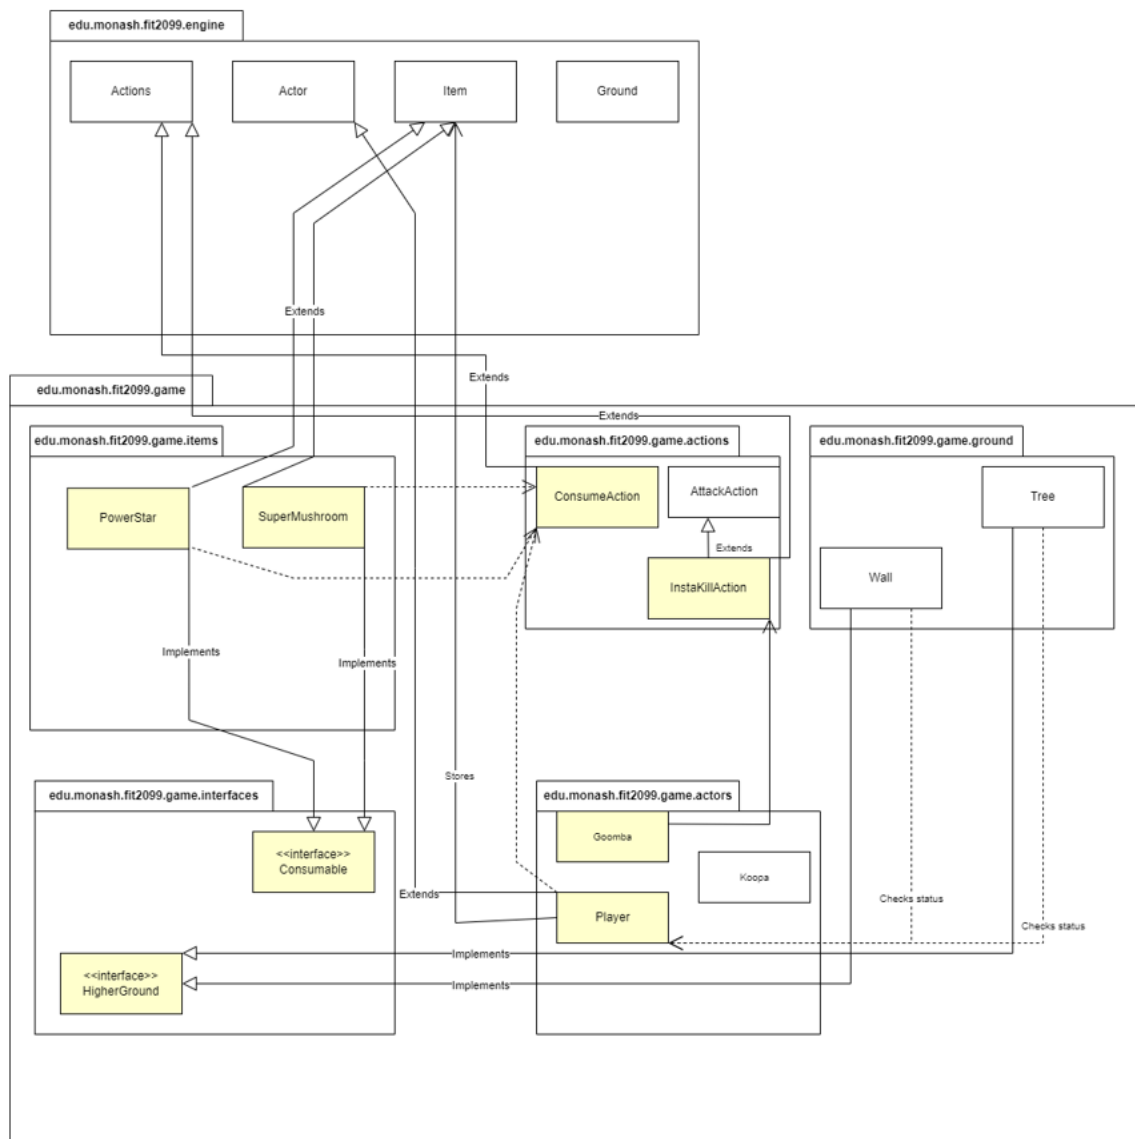 edu.monash.fit2099.engine
Actions
Actor
Item
Ground
Extends
Extends
edu.monash.fit2099.game
Extends
edu.monash.fit2099.game.items
edu.monash.fit2099.game.actions
edu.monash.fit2099.game.ground
PowerStar
SuperMushroom
ConsumeAction
AttackAction
Tree
Extends
InstaKillAction
Wall
Implements
Implements
Stores
edu.monash.fit2099.game.interfaces
edu.monash.fit2099.game.actors
<<interface>>
Consumable
Goomba
Koopa
Extends
Player
Checks status
Checks status
Implements
<<interface>>
HigherGround
Implements